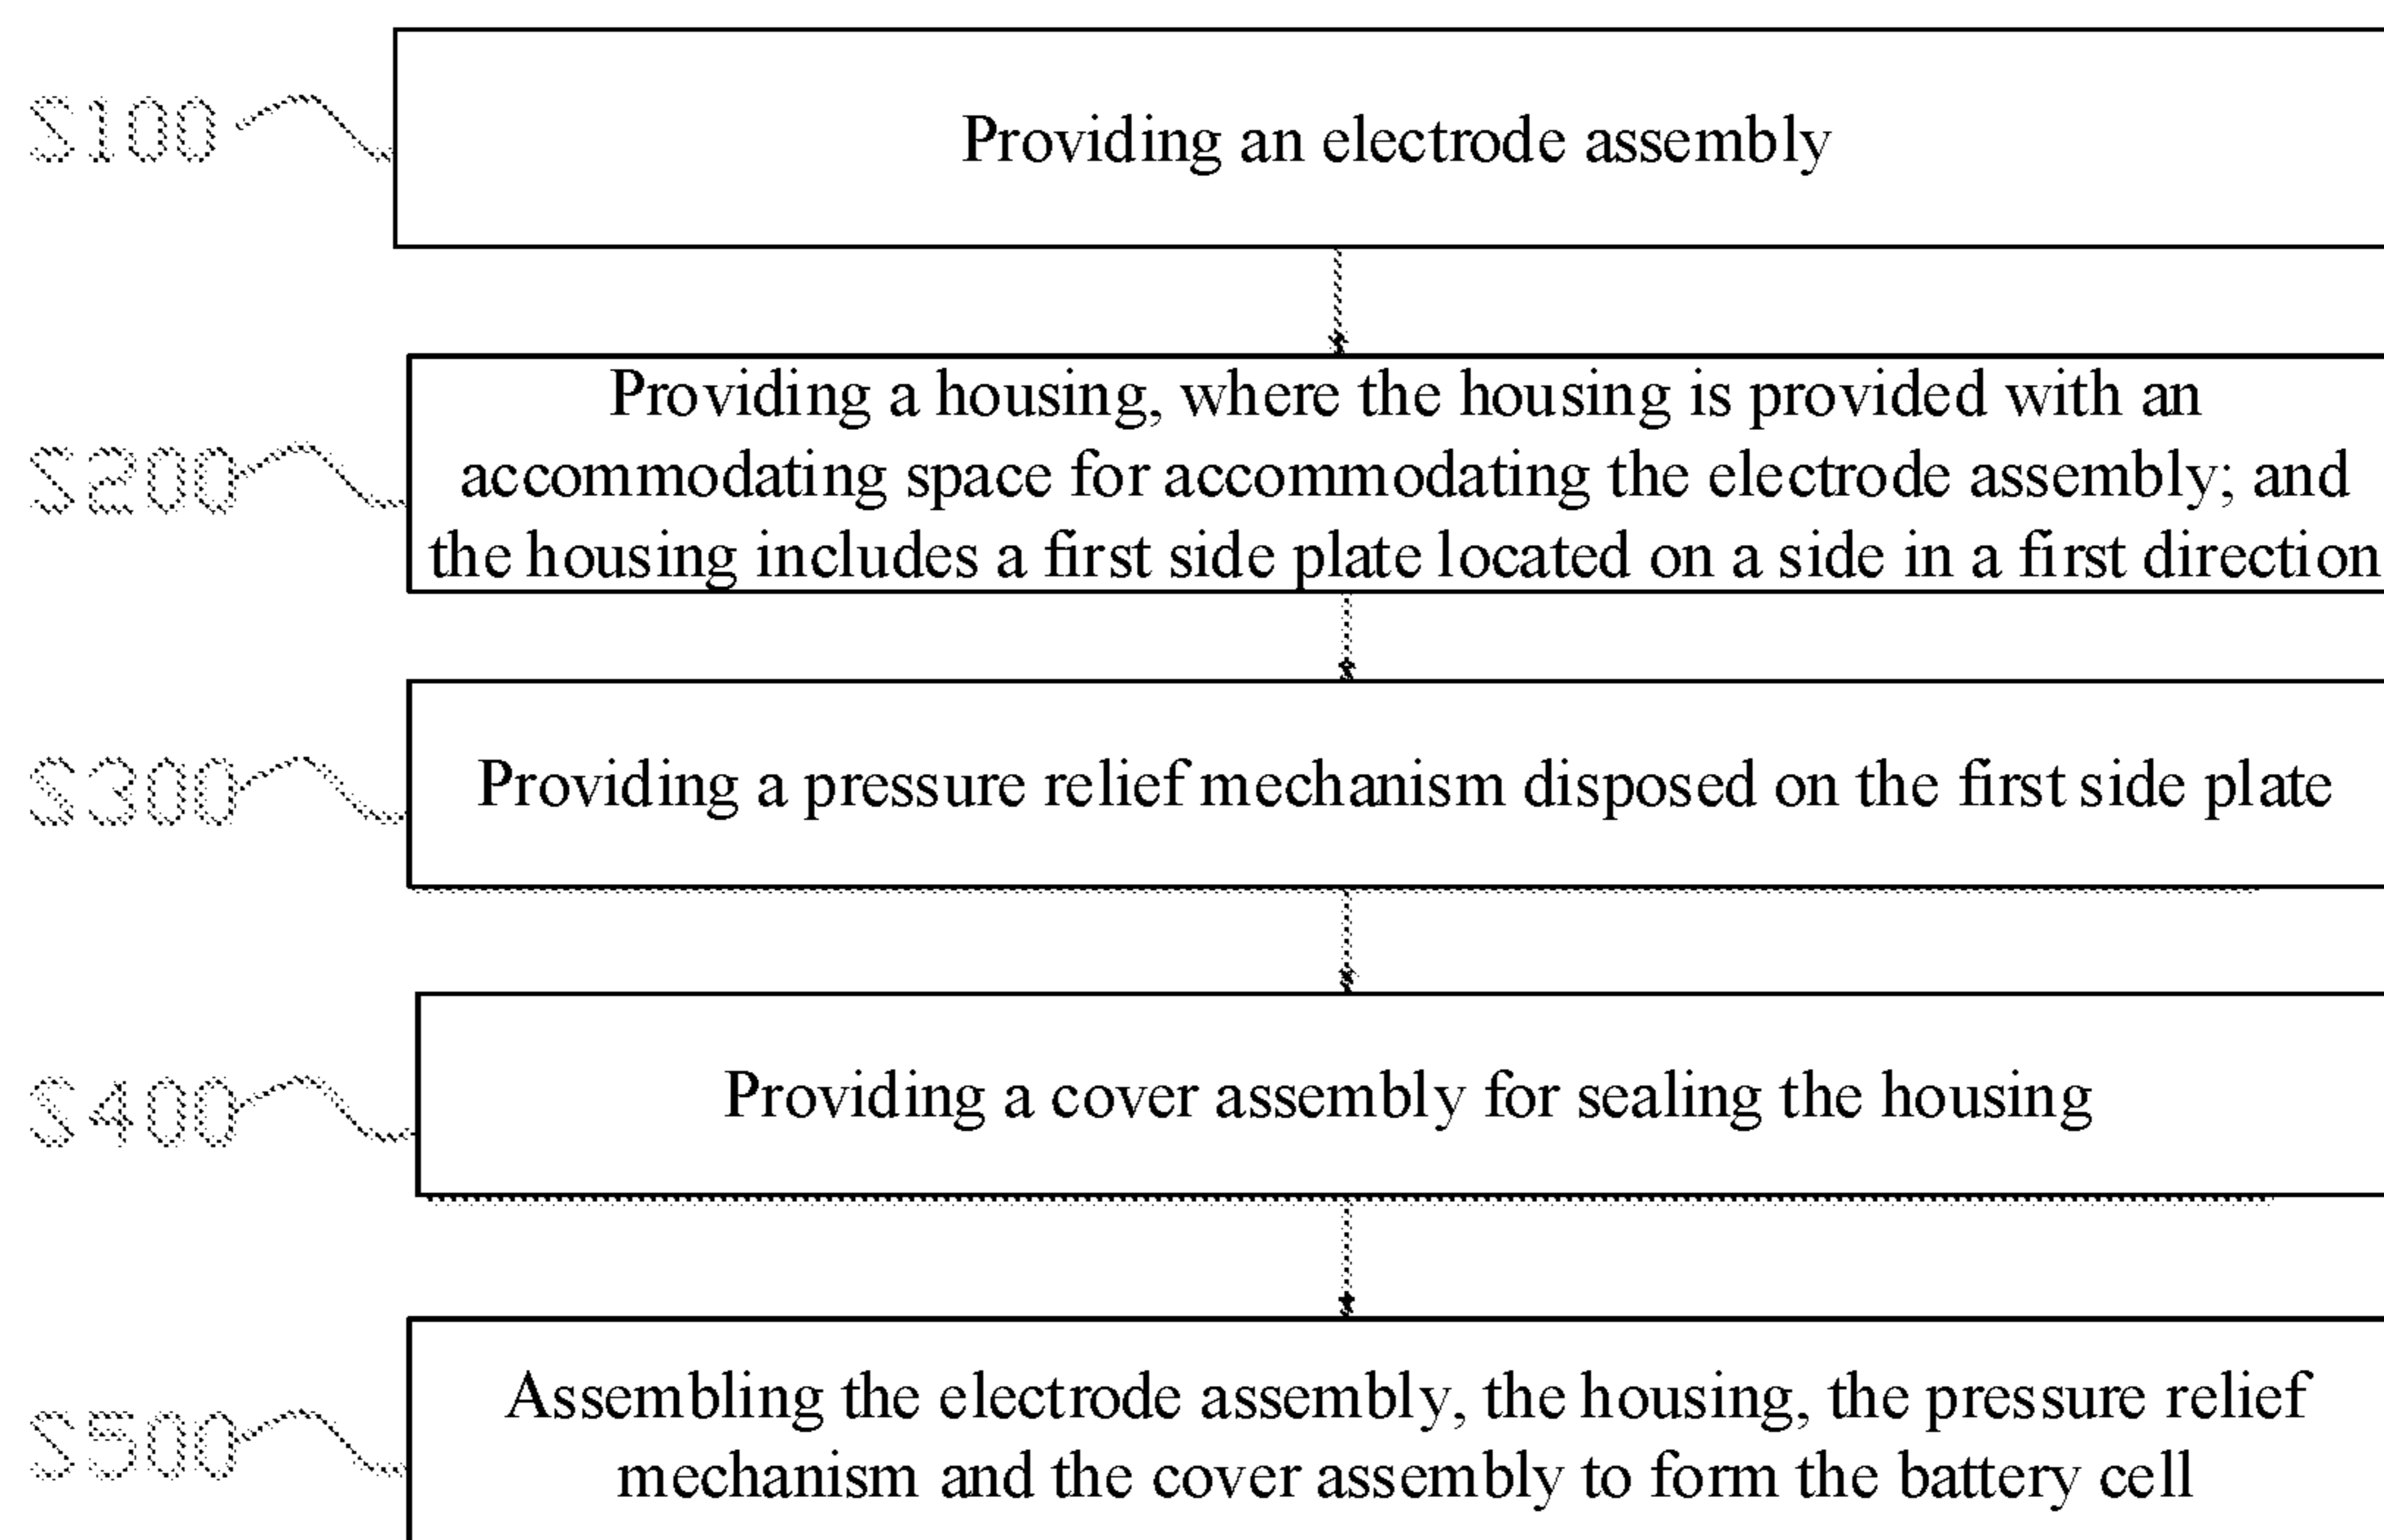 S100
Providing an electrode assembly
S200
Providing a housing, where the housing is provided with an
accommodating space for accommodating the electrode assembly; and
the housing includes a first side plate located on a side in a first direction
S300
Providing a pressure relief mechanism disposed on the first side plate
S400
Providing a cover assembly for sealing the housing
S500
Assembling the electrode assembly, the housing, the pressure relief
mechanism and the cover assembly to form the battery cell